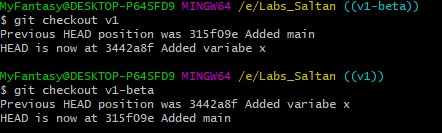 MyFantasy@DESKTOP-P64SFD9 MINGW64 /e/Labs_Saltan ((v1-beta))
$ git checkout v1
Previous HEAD position was 315f09e Added main
HEAD is now at 3442a8f Added variabe x
MyFantasy@DESKTOP-P64SFD9 MINGW64 /e/Labs_Saltan ((v1))
$ git checkout v1-beta
Previous HEAD position was 3442a8f Added variabe x
HEAD is now at 315f09e Added main